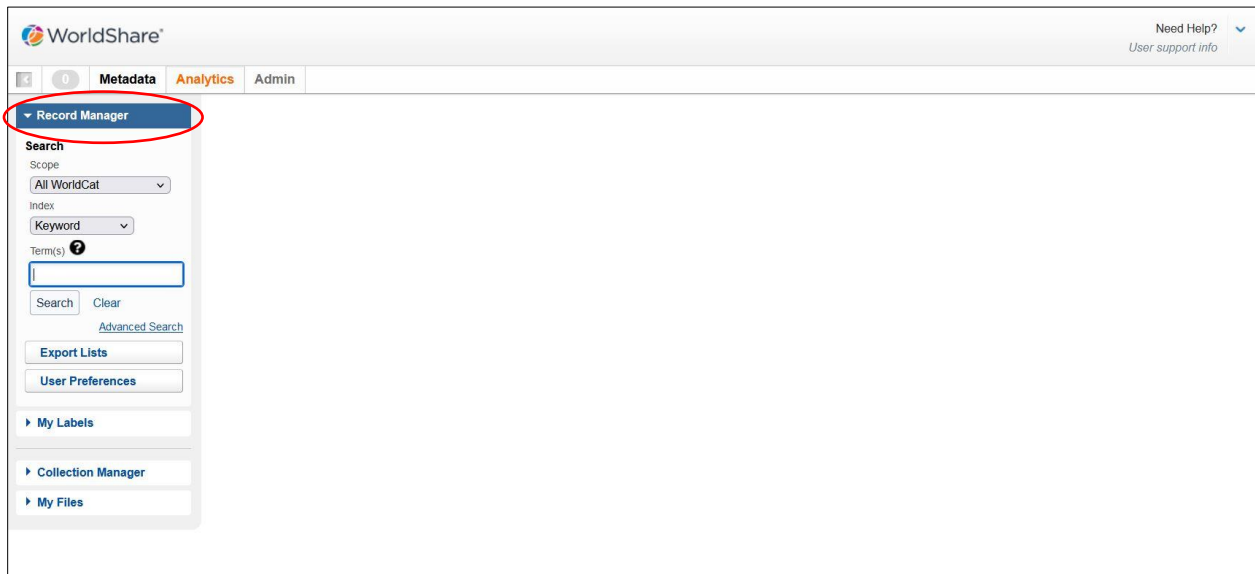 WorldShare®
Need Help?
User support info
0 Metadata Analytics Admin
Record Manager
Search
Scope
All WorldCat
Index
Keyword
Term(s) ?
Search Clear
Advanced Search
Export Lists
User Preferences
My Labels
Collection Manager
My Files